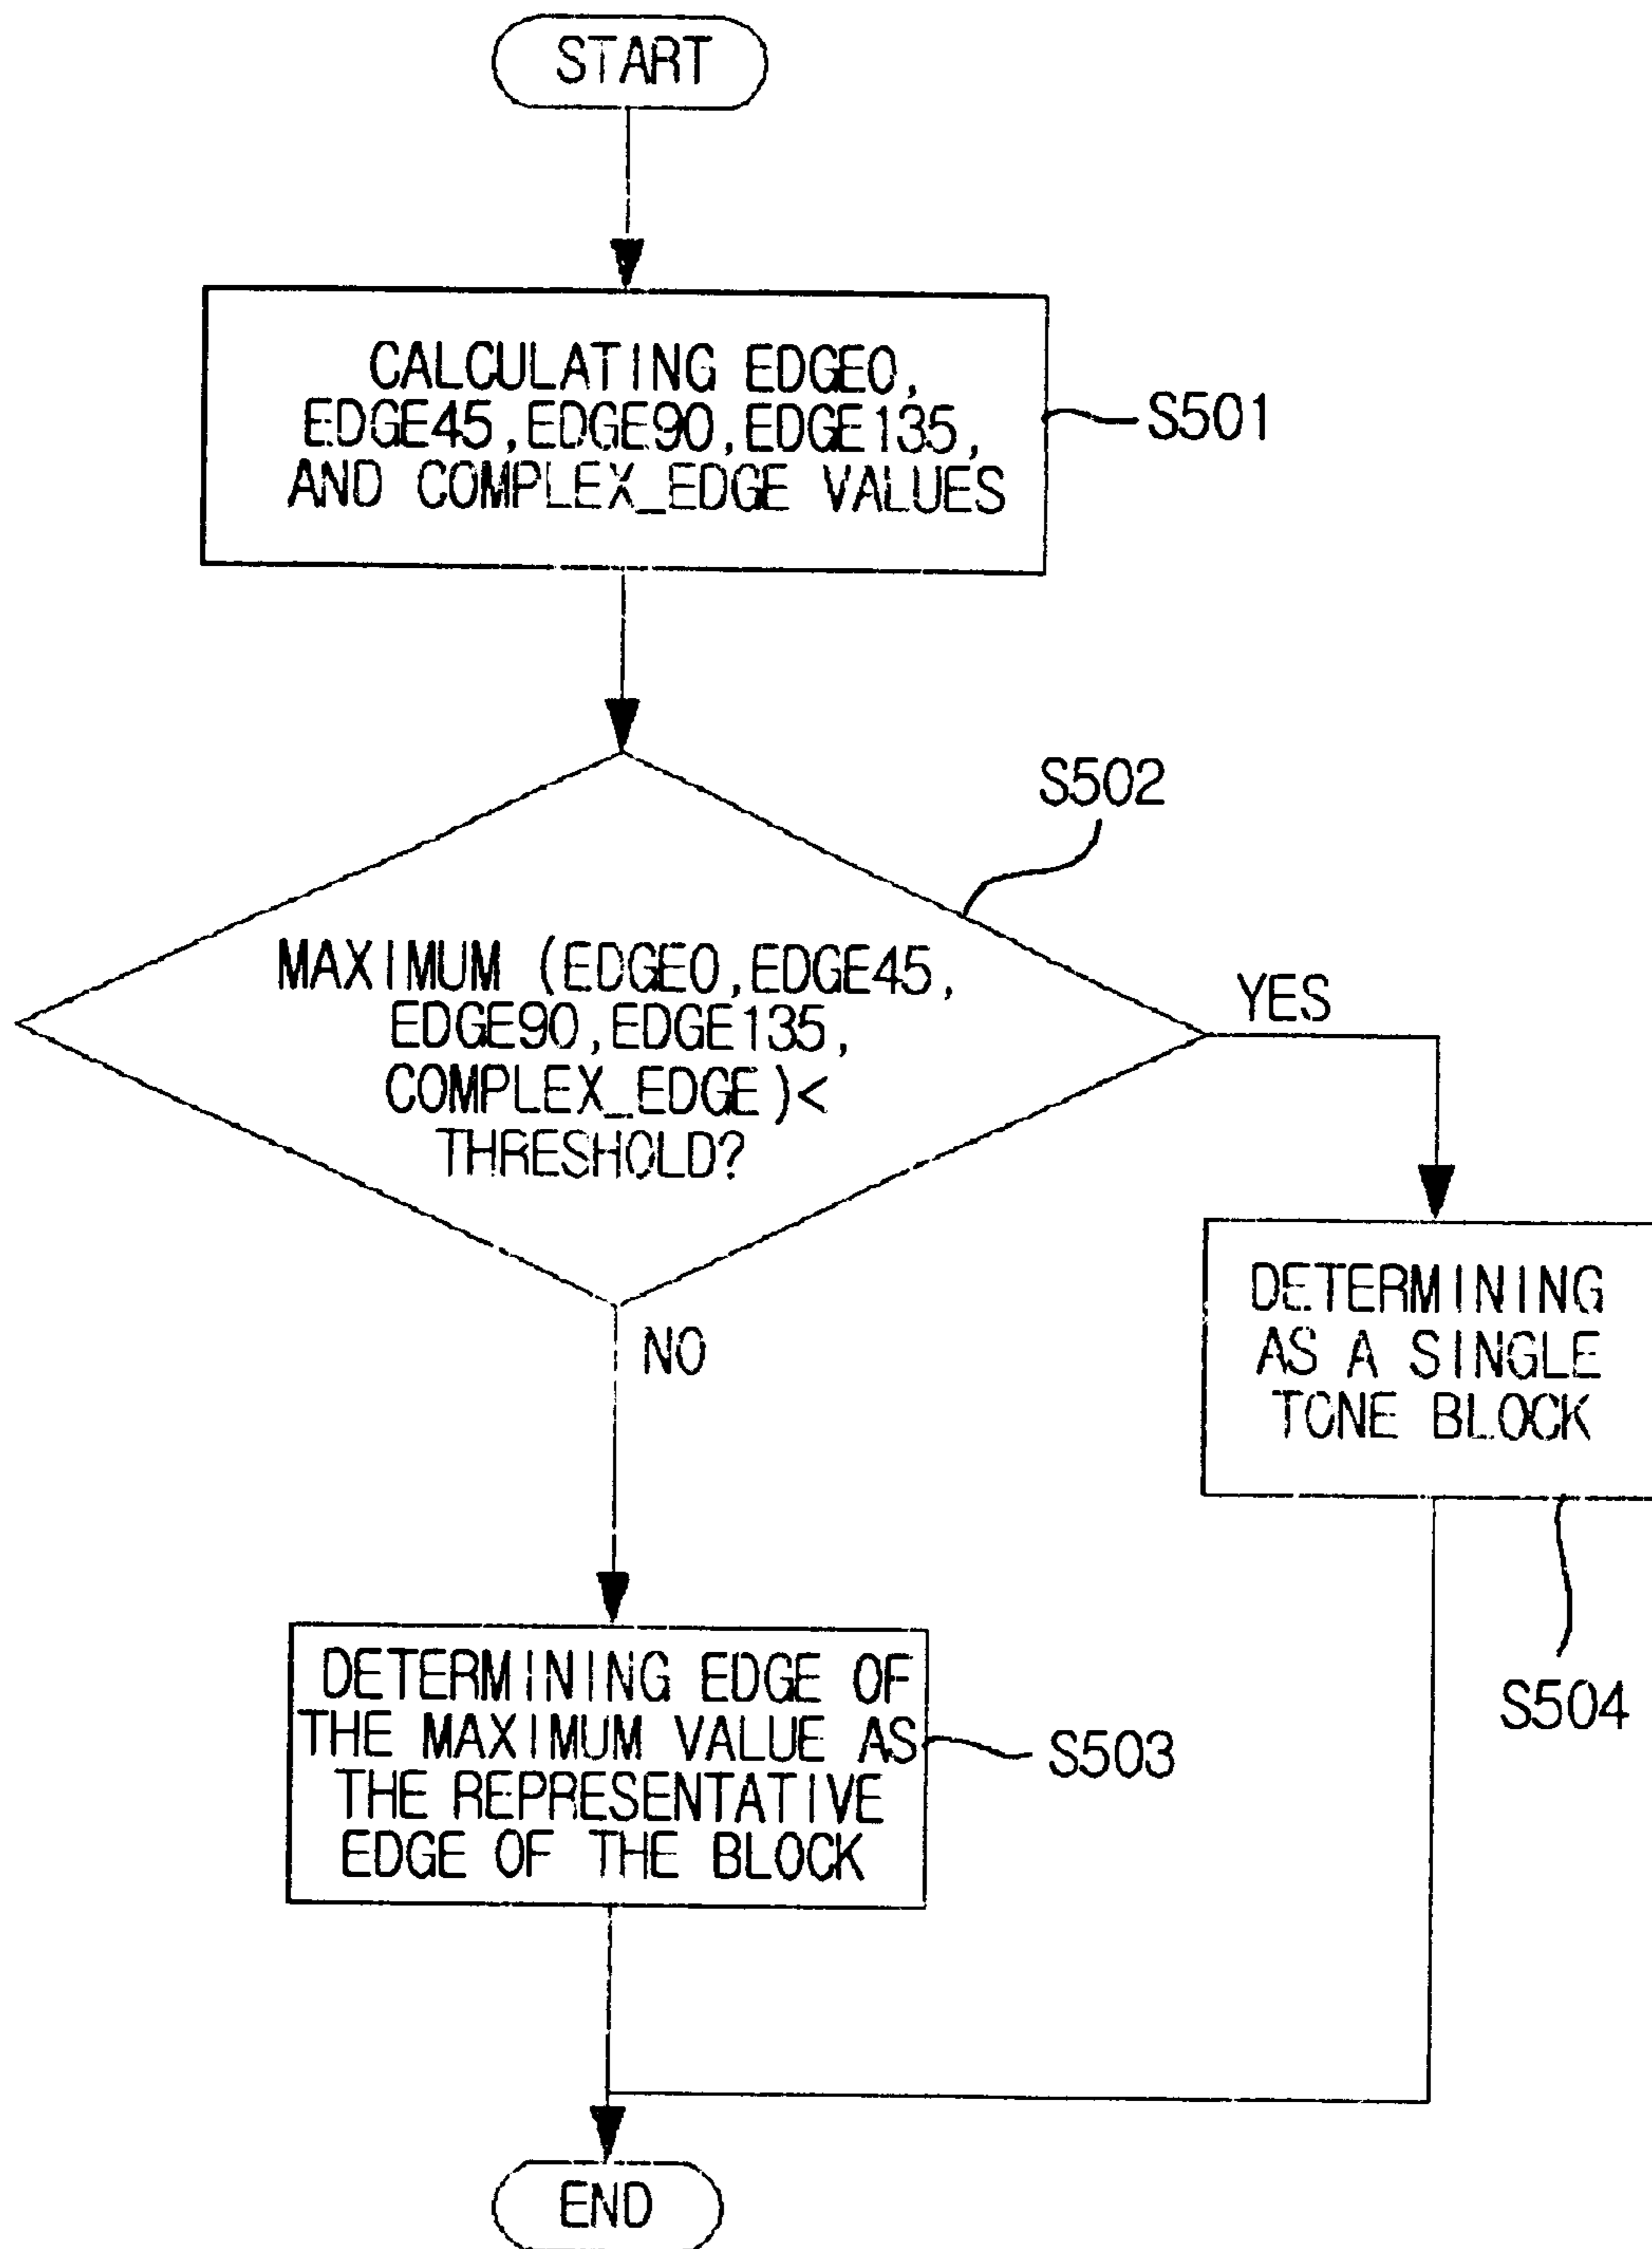 START
CALCULATING EDGE0,
EDGE45,EDGE90,EDGE135,
AND COMPLEX_EDGE VALUES
S501
S502
MAXIMUM (EDGE0,EDGE45,
EDGE90,EDGE135,
COMPLEX_EDGE)<
THRESHOLD?
YES
NO
DETERMINING
AS A SINGLE
TONE BLOCK
S504
DETERMINING EDGE OF
THE MAXIMUM VALUE AS
THE REPRESENTATIVE
EDGE OF THE BLOCK
S503
END